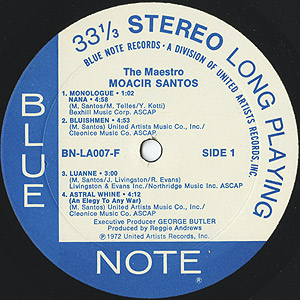 33⅓ STEREO LONG PLAYING
BLUE NOTE RECORDS • A DIVISION OF UNITED ARTISTS RECORDS, INC.
The Maestro
MOACIR SANTOS
1. MONOLOGUE • 1:02
NANA • 4:58
(M. Santos/M. Telles/Y. Kotti)
Bexhill Music Corp. ASCAP
2. BLUISHMEN • 4:53
(M. Santos) United Artists Music Co., Inc./
Cleonice Music Co. ASCAP
BN-LA007-F SIDE 1
3. LUANNE • 3:00
(M. Santos/J. Livingston/R. Evans)
Livingston & Evans Inc./Northridge Music Inc. ASCAP
4. ASTRAL WHINE • 4:12
(An Elegy To Any War)
(M. Santos) United Artists Music Co., Inc./
Cleonice Music Co. ASCAP
Executive Producer GEORGE BUTLER
Produced by Reggie Andrews
℗ 1972 United Artists Records, Inc.
BLUE
NOTE
®